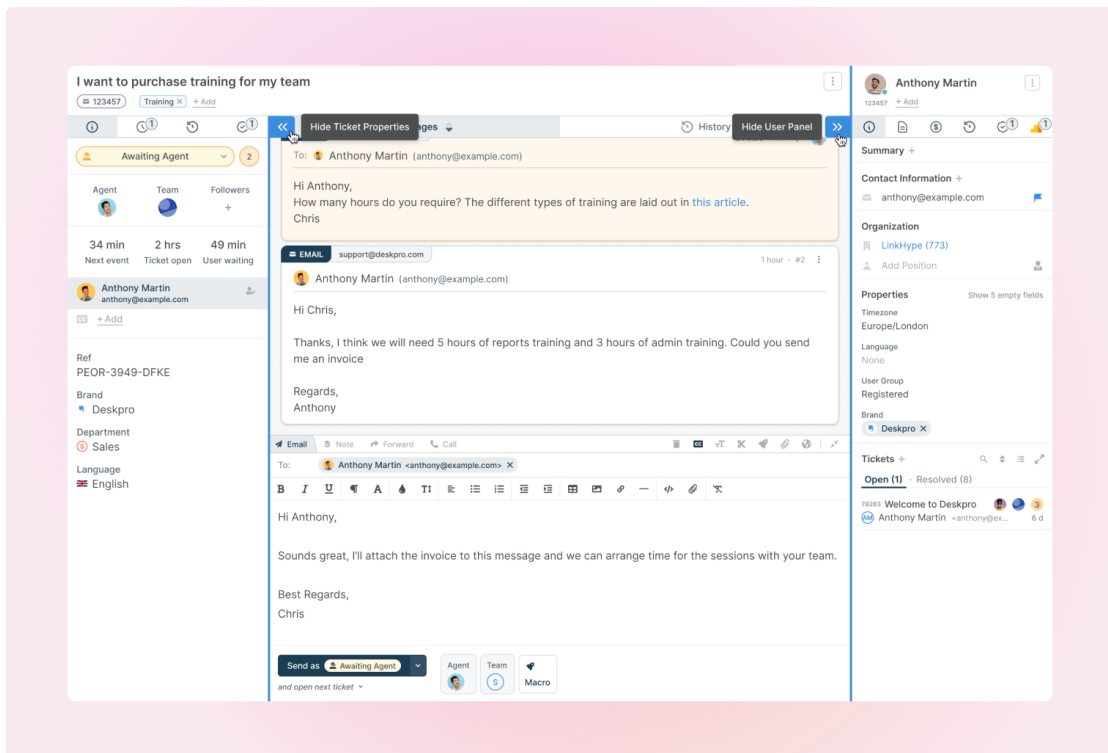 I want to purchase training for my team
123457 Training × + Add
1 1
Awaiting Agent 2
Agent Team Followers
+
34 min 2 hrs 49 min
Next event Ticket open User waiting
Anthony Martin
anthony@example.com
CC + Add
Ref
PEOR-3949-DFKE
Brand
Deskpro
Department
S Sales
Language
English
Hide Ticket Properties ages History Hide User Panel
To: Anthony Martin (anthony@example.com)
Hi Anthony,
How many hours do you require? The different types of training are laid out in this article.
Chris
EMAIL support@deskpro.com
1 hour - #2
Anthony Martin (anthony@example.com)
Hi Chris,
Thanks, I think we will need 5 hours of reports training and 3 hours of admin training. Could you send
me an invoice
Regards,
Anthony
Email Note Forward Call CC
To: Anthony Martin <anthony@example.com> ×
B I U ¶ A TI
Hi Anthony,
Sounds great, I'll attach the invoice to this message and we can arrange time for the sessions with your team.
Best Regards,
Chris
Send as Awaiting Agent
and open next ticket
Agent Team
S Macro
Anthony Martin
123457 + Add
1 1
Summary +
Contact Information +
anthony@example.com
Organization
LinkHype (773)
Add Position
Properties Show 5 empty fields
Timezone
Europe/London
Language
None
User Group
Registered
Brand
Deskpro ×
Tickets +
Open (1) - Resolved (8)
78283 Welcome to Deskpro 3
AM Anthony Martin <anthony@ex... 6 d